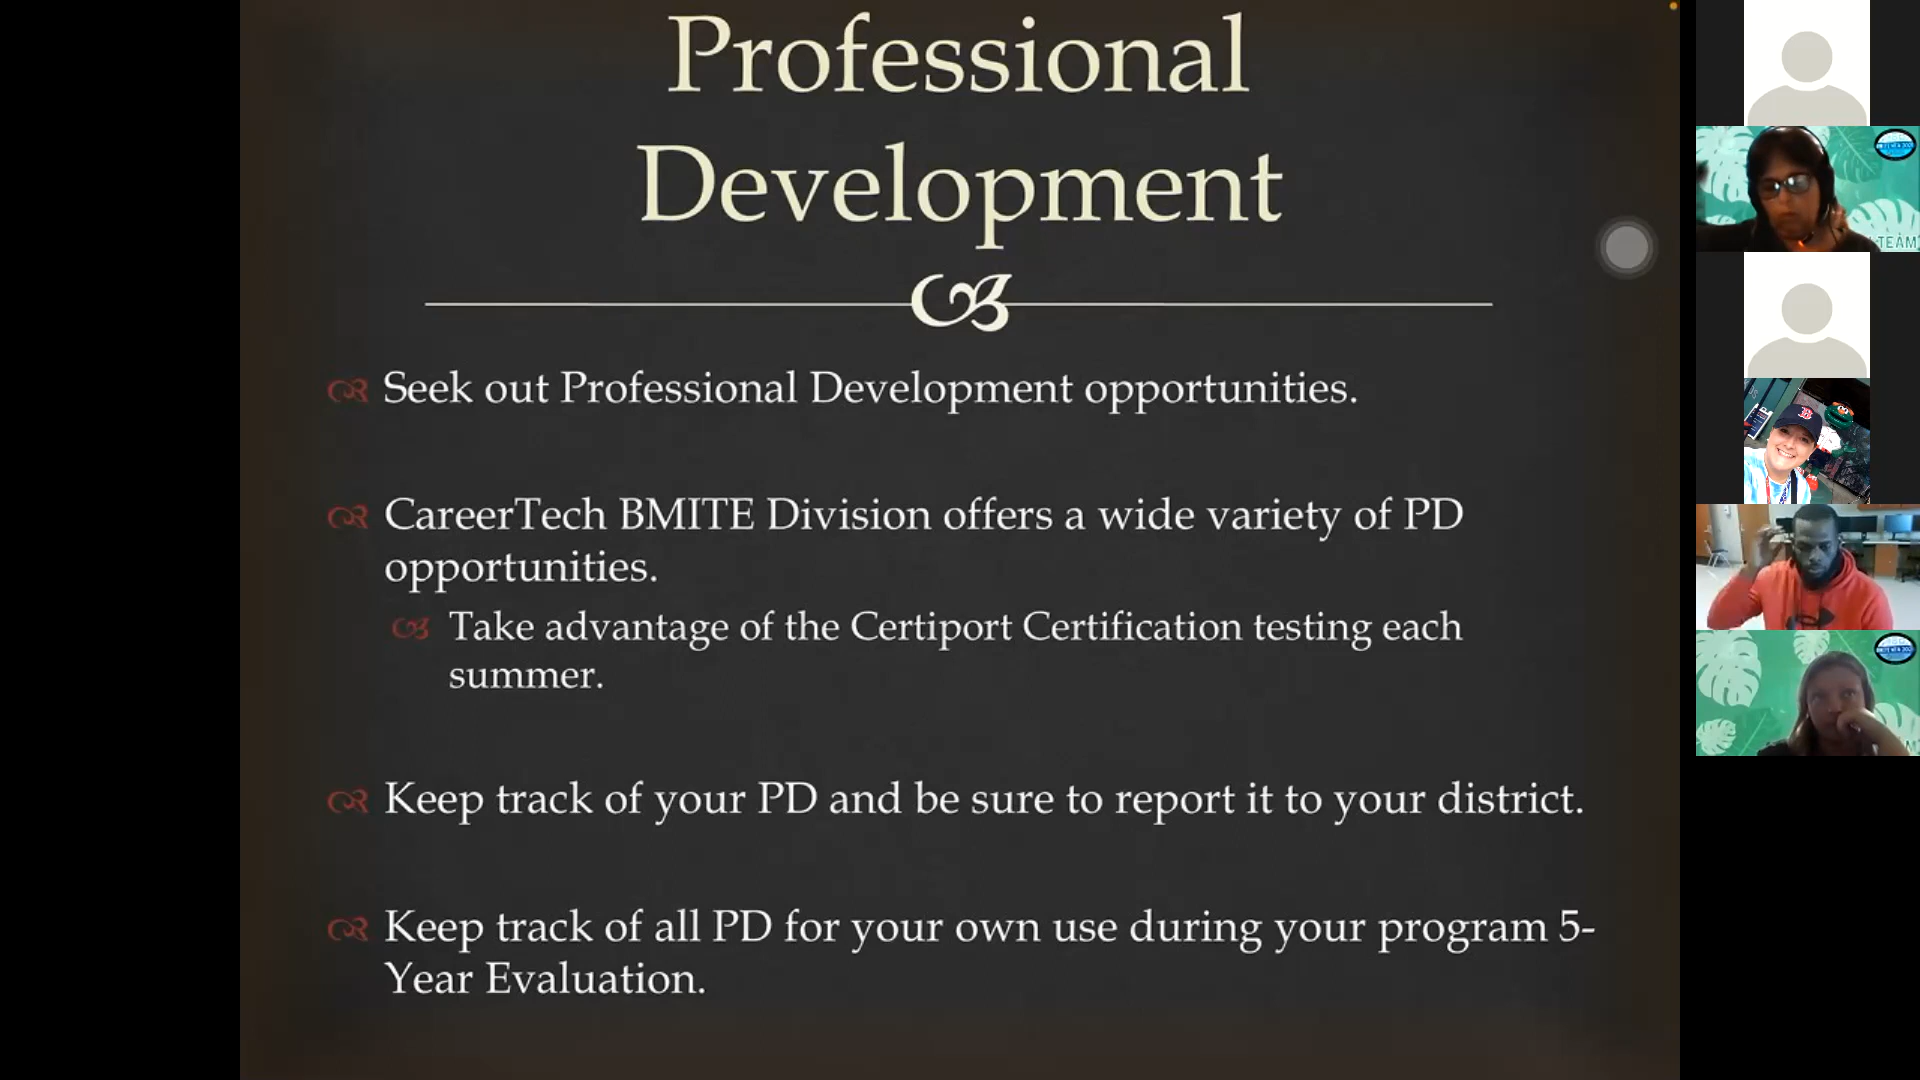 Professional
Development
Seek out Professional Development opportunities.
CareerTech BMITE Division offers a wide variety of PD
opportunities.
Take advantage of the Certiport Certification testing each
summer.
Keep track of your PD and be sure to report it to your district.
Keep track of all PD for your own use during your program 5-
Year Evaluation.
TEAM
B